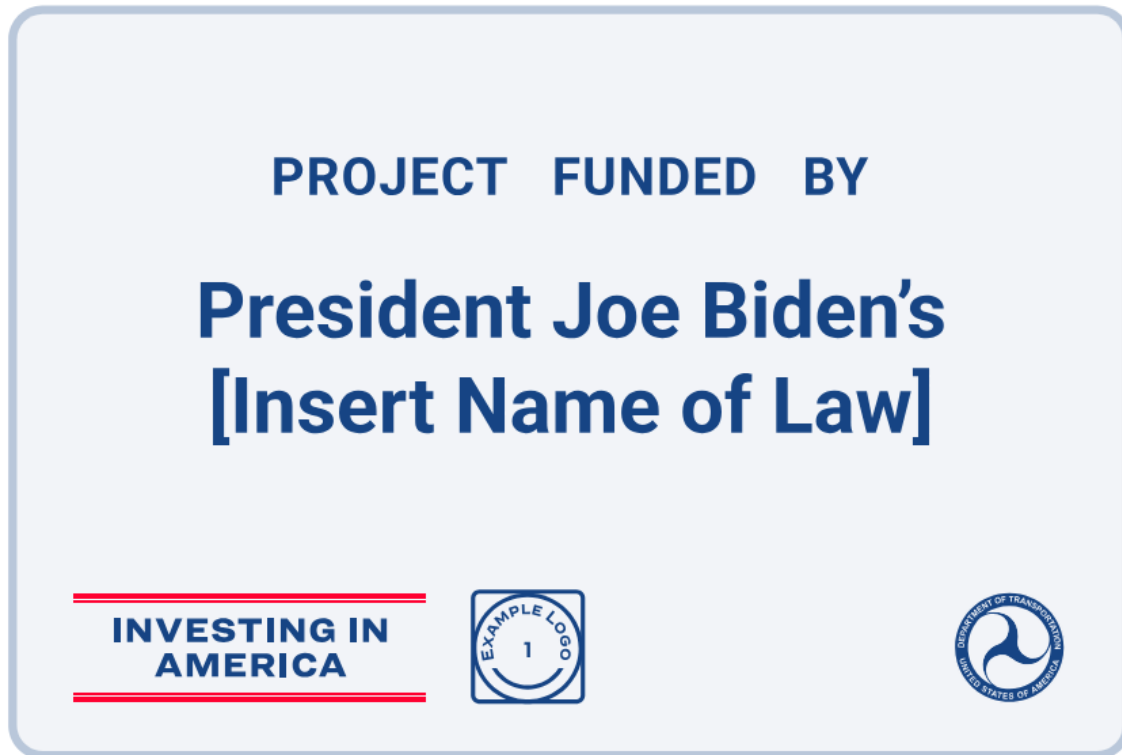 PROJECT FUNDED BY
President Joe Biden’s
[Insert Name of Law]
INVESTING IN
AMERICA
EXAMPLE LOGO
1
DEPARTMENT OF TRANSPORTATION
UNITED STATES OF AMERICA